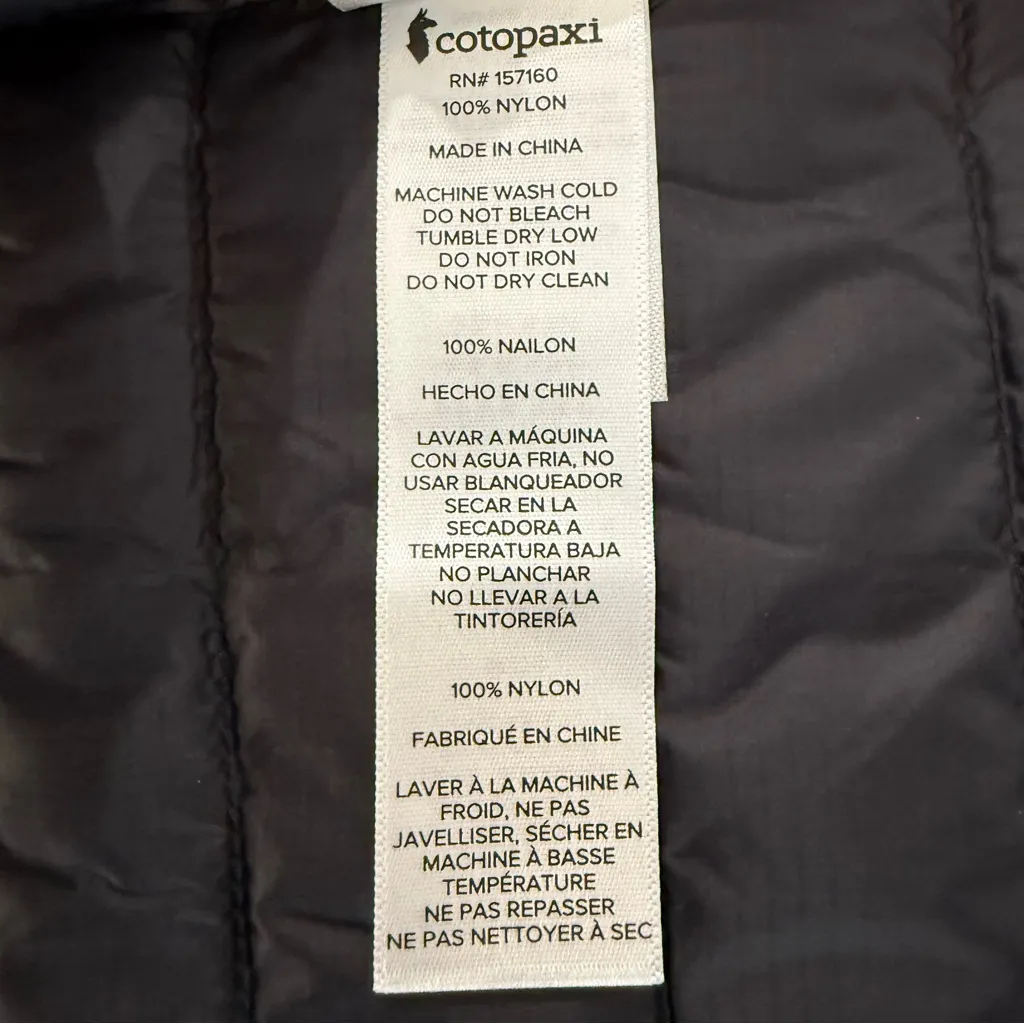 cotopaxi
RN# 157160
100% NYLON
MADE IN CHINA
MACHINE WASH COLD
DO NOT BLEACH
TUMBLE DRY LOW
DO NOT IRON
DO NOT DRY CLEAN
100% NAILON
HECHO EN CHINA
LAVAR A MÁQUINA
CON AGUA FRIA, NO
USAR BLANQUEADOR
SECAR EN LA
SECADORA A
TEMPERATURA BAJA
NO PLANCHAR
NO LLEVAR A LA
TINTORERÍA
100% NYLON
FABRIQUÉ EN CHINE
LAVER À LA MACHINE À
FROID, NE PAS
JAVELLISER, SÉCHER EN
MACHINE À BASSE
TEMPÉRATURE
NE PAS REPASSER
NE PAS NETTOYER À SEC